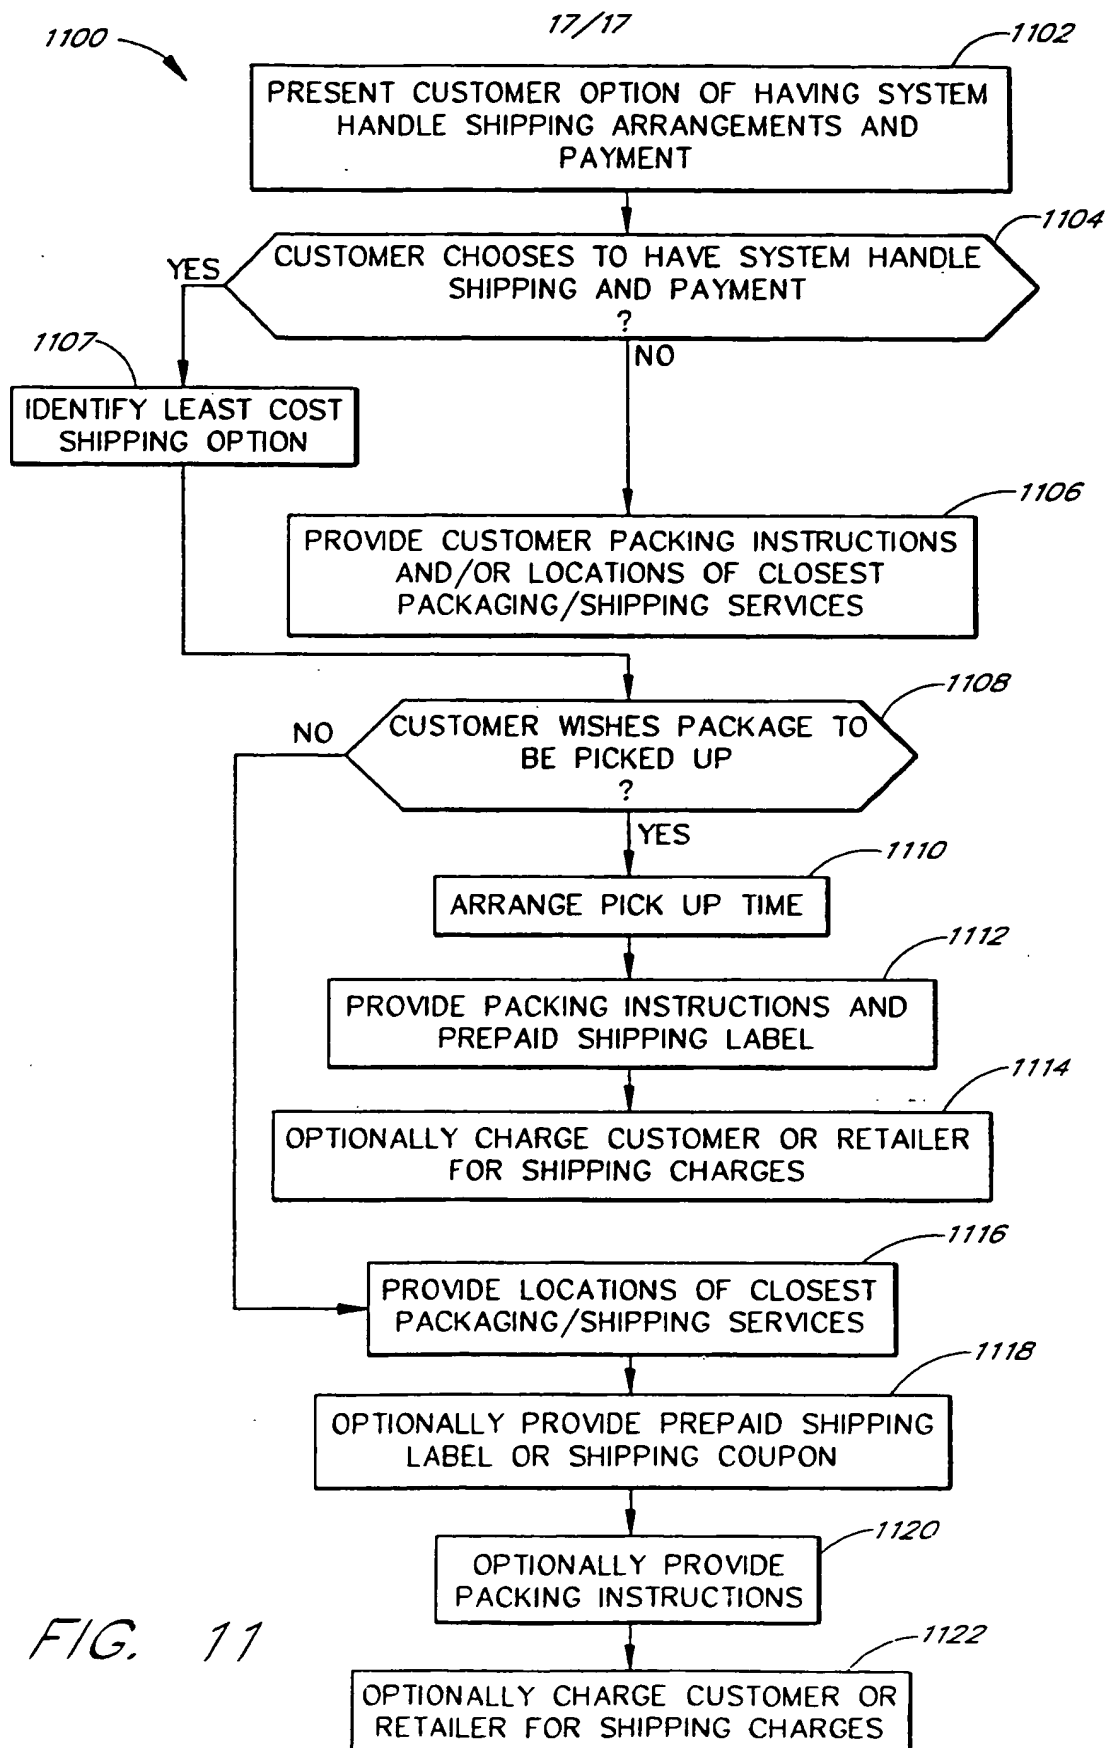 17/17
1100
1102
PRESENT CUSTOMER OPTION OF HAVING SYSTEM
HANDLE SHIPPING ARRANGEMENTS AND
PAYMENT
1104
CUSTOMER CHOOSES TO HAVE SYSTEM HANDLE
SHIPPING AND PAYMENT
?
YES
NO
1107
IDENTIFY LEAST COST
SHIPPING OPTION
1106
PROVIDE CUSTOMER PACKING INSTRUCTIONS
AND/OR LOCATIONS OF CLOSEST
PACKAGING/SHIPPING SERVICES
1108
CUSTOMER WISHES PACKAGE TO
BE PICKED UP
?
NO
YES
1110
ARRANGE PICK UP TIME
1112
PROVIDE PACKING INSTRUCTIONS AND
PREPAID SHIPPING LABEL
1114
OPTIONALLY CHARGE CUSTOMER OR RETAILER
FOR SHIPPING CHARGES
1116
PROVIDE LOCATIONS OF CLOSEST
PACKAGING/SHIPPING SERVICES
1118
OPTIONALLY PROVIDE PREPAID SHIPPING
LABEL OR SHIPPING COUPON
1120
OPTIONALLY PROVIDE
PACKING INSTRUCTIONS
1122
OPTIONALLY CHARGE CUSTOMER OR
RETAILER FOR SHIPPING CHARGES
FIG. 11